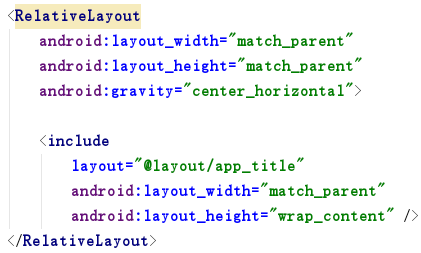 <RelativeLayout
    android:layout_width="match_parent"
    android:layout_height="match_parent"
    android:gravity="center_horizontal">
    <include
        layout="@layout/app_title"
        android:layout_width="match_parent"
        android:layout_height="wrap_content" />
</RelativeLayout>